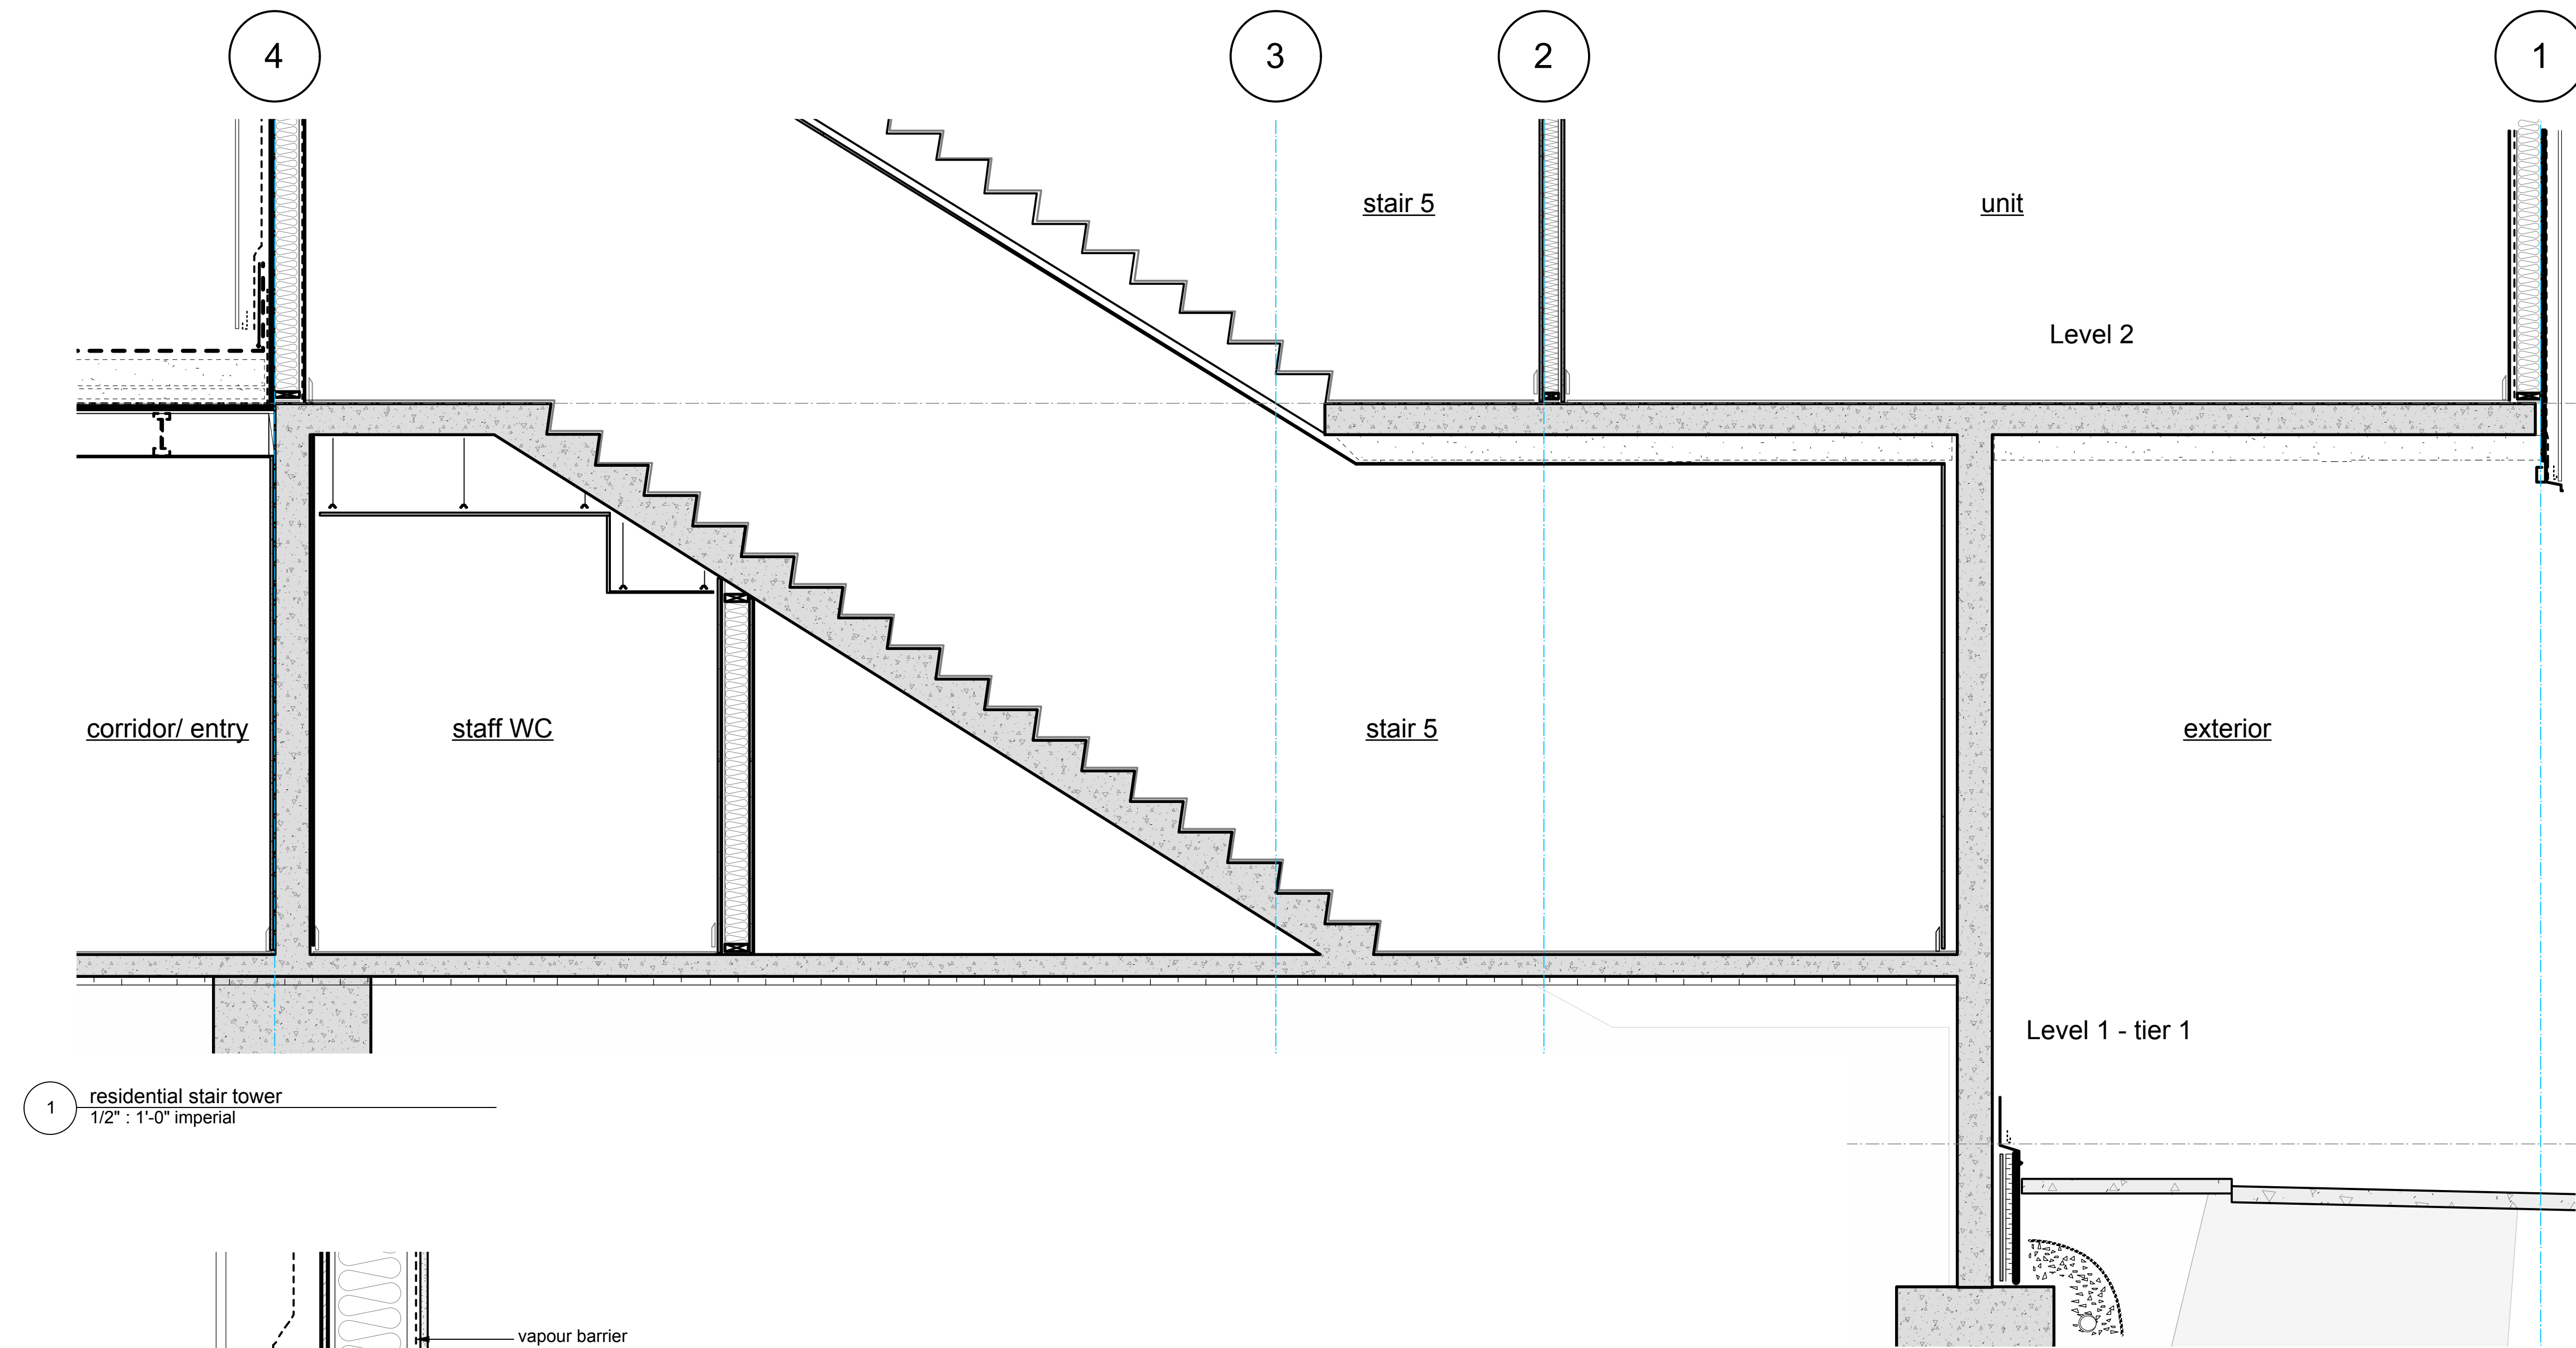 4
3
2
1
stair 5
unit
Level 2
corridor/ entry
staff WC
stair 5
exterior
Level 1 - tier 1
1
residential stair tower
1/2" : 1'-0" imperial
vapour barrier